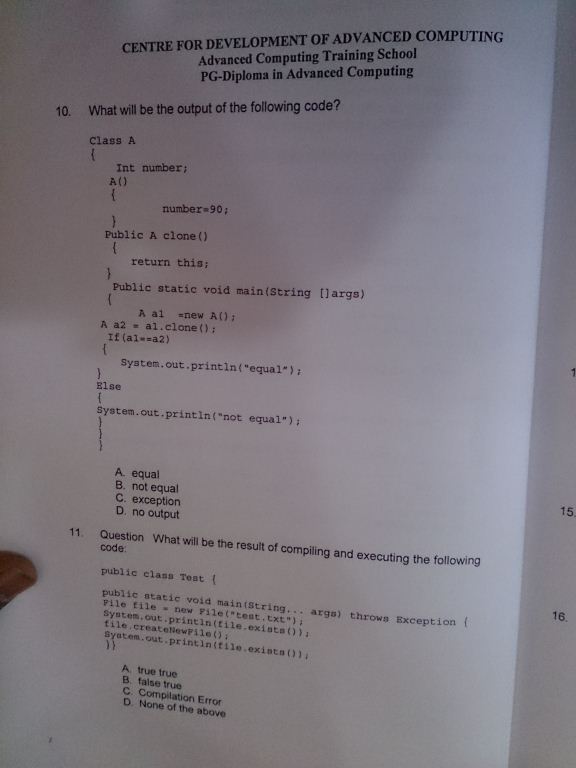 CENTRE FOR DEVELOPMENT OF ADVANCED COMPUTING
Advanced Computing Training School
PG-Diploma in Advanced Computing
10. What will be the output of the following code?
Class A
{
Int number;
A()
{
number=90;
}
Public A clone()
{
return this;
}
Public static void main(String []args)
{
A a1 =new A();
A a2 = a1.clone();
If(a1==a2)
{
System.out.println("equal");
}
Else
{
System.out.println("not equal");
}
}
}
A. equal
B. not equal
C. exception
D. no output
11. Question What will be the result of compiling and executing the following
code:
public class Test {
public static void main(String... args) throws Exception {
File file = new File("test.txt");
System.out.println(file.exists());
file.createNewFile();
System.out.println(file.exists());
}}
A. true true
B. false true
C. Compilation Error
D. None of the above
1
15.
16.